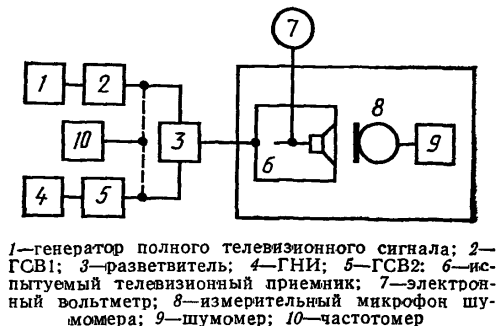 7
1
2
8
10
3
6
9
4
5
1—генератор полного телевизионного сигнала; 2—
ГСВ1; 3—разветвитель; 4—ГНИ; 5—ГСВ2: 6—ис-
пытуемый телевизионный приемник; 7—электрон-
ный вольтметр; 8—измерительный микрофон шу-
момера; 9—шумомер; 10—частотомер